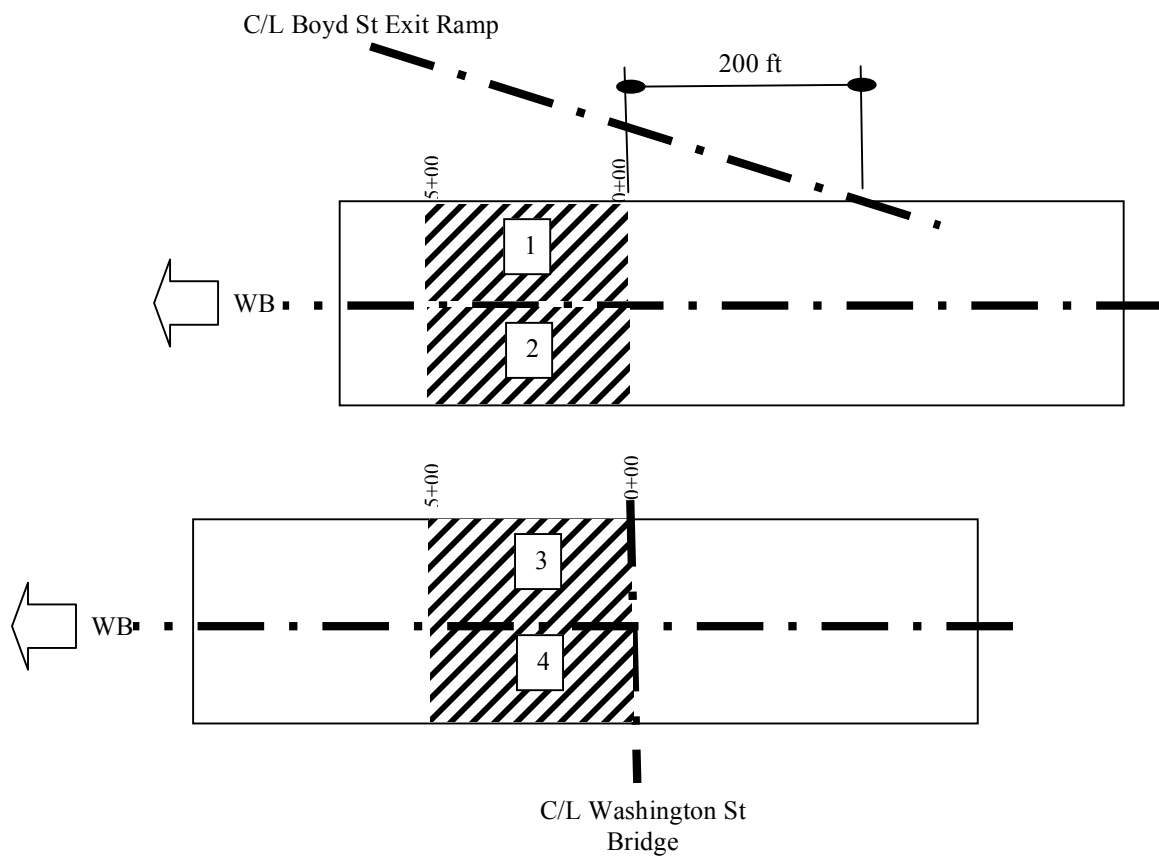 C/L Boyd St Exit Ramp
200 ft
5+00
0+00
1
WB
2
5+00
0+00
3
WB
4
C/L Washington St
Bridge